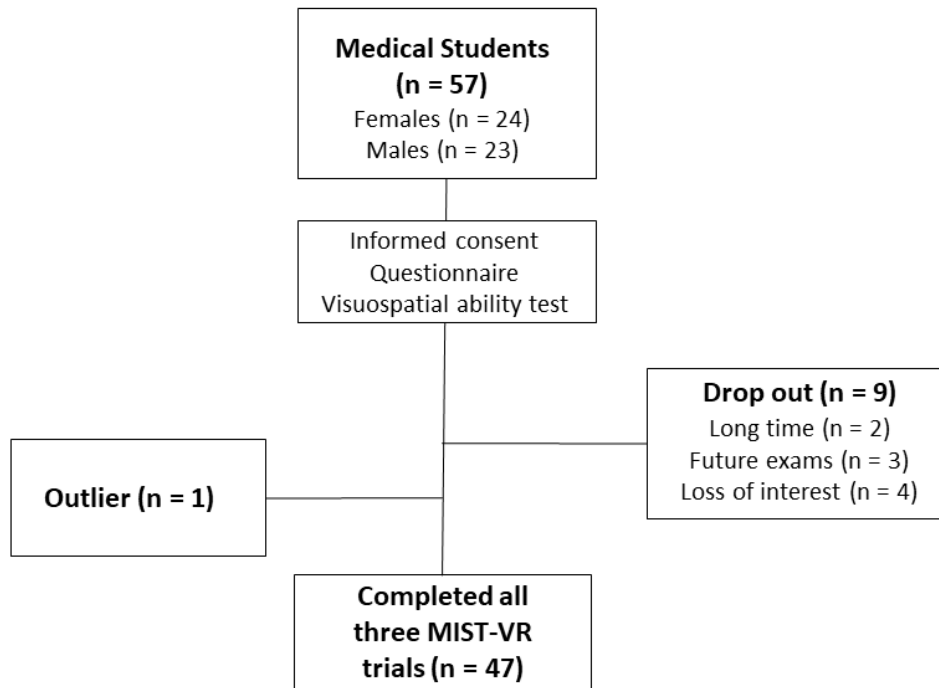 Medical Students
(n = 57)
Females (n = 24)
Males (n = 23)
Informed consent
Questionnaire
Visuospatial ability test
Drop out (n = 9)
Long time (n = 2)
Future exams (n = 3)
Loss of interest (n = 4)
Outlier (n = 1)
Completed all
three MIST-VR
trials (n = 47)